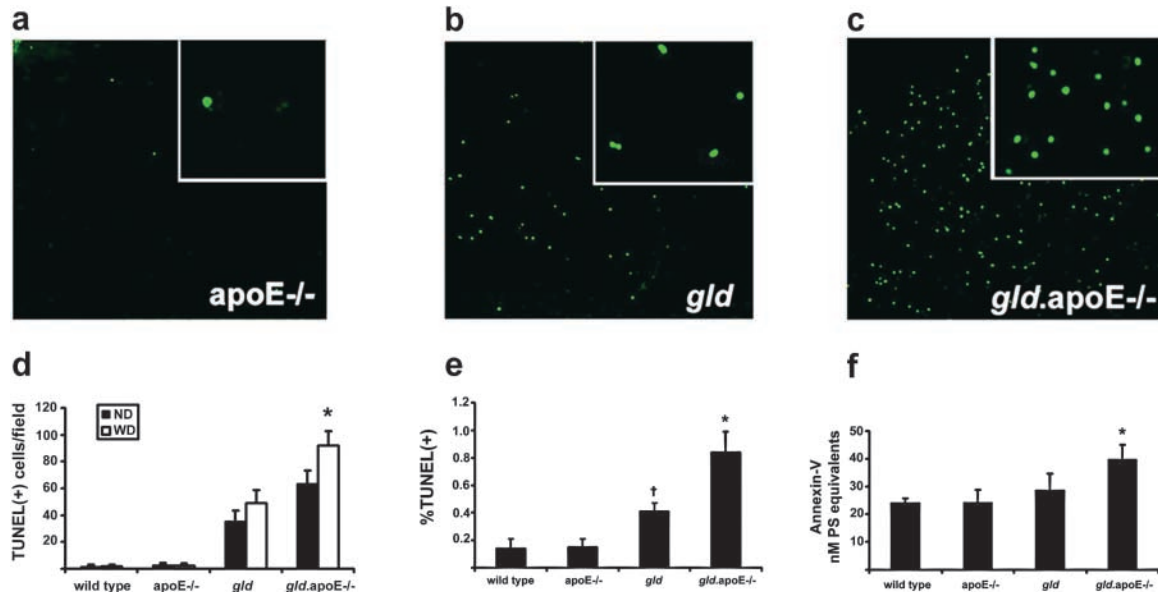 a
b
c
apoE-/-
gld
gld.apoE-/-
d
e
f
TUNEL(+) cells/field
120
100
80
60
40
20
ND
WD
*
wild type apoE-/- gld gld.apoE-/-
%TUNEL(+)
1.2
1.0
0.8
0.6
0.4
0.2
†
*
wild type apoE-/- gld gld.apoE-/-
Annexin-V
nM PS equivalents
50
40
30
20
10
*
wild type apoE-/- gld gld.apoE-/-